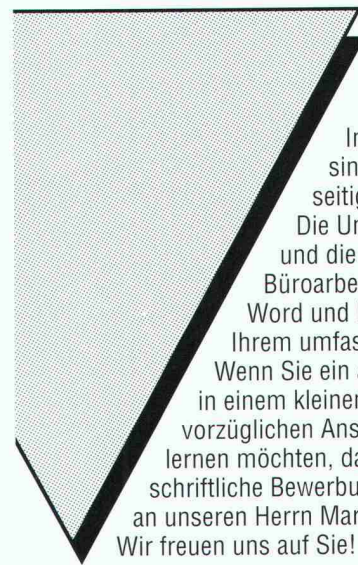 In
sin
seitig
Die Un
und die
Büroarbe
Word und
Ihrem umfas
Wenn Sie ein a
in einem kleiner
vorzüglichen Ans
lernen möchten, da
schriftliche Bewerbu
an unseren Herrn Mar
Wir freuen uns auf Sie!